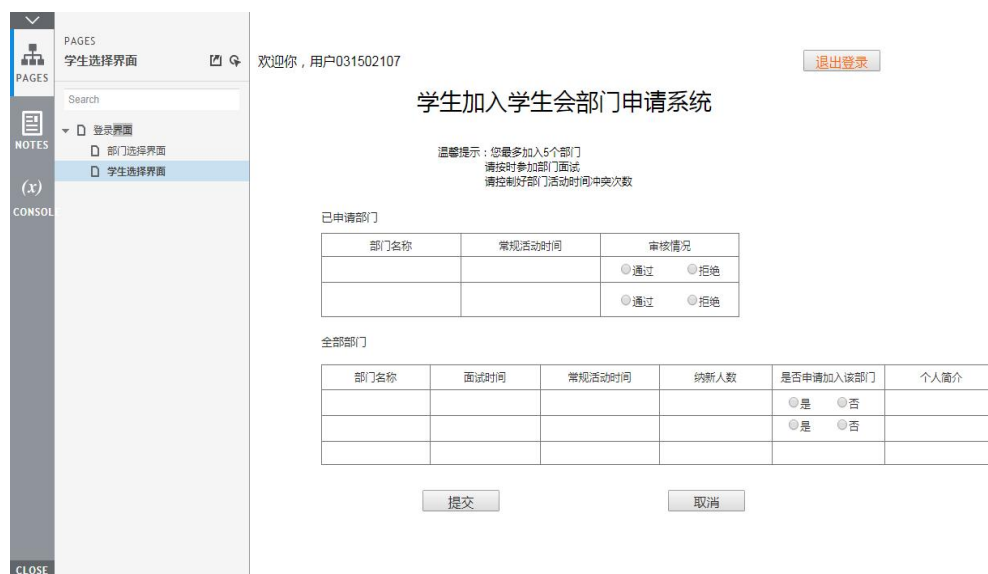 PAGES
学生选择界面
PAGES
Search
NOTES
登录界面
部门选择界面
学生选择界面
(x)
CONSOL
CLOSE
欢迎你，用户031502107
退出登录
学生加入学生会部门申请系统
温馨提示：您最多加入5个部门
请按时参加部门面试
请控制好部门活动时间冲突次数
已申请部门
部门名称 常规活动时间 审核情况
通过 拒绝
通过 拒绝
全部部门
部门名称 面试时间 常规活动时间 纳新人数 是否申请加入该部门 个人简介
是 否
是 否
提交 取消